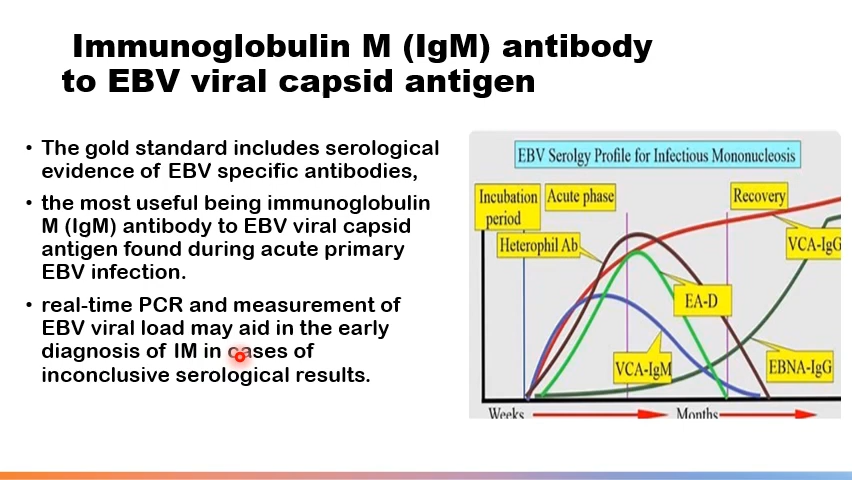 Immunoglobulin M (IgM) antibody
to EBV viral capsid antigen
• The gold standard includes serological
evidence of EBV specific antibodies,
• the most useful being immunoglobulin
M (IgM) antibody to EBV viral capsid
antigen found during acute primary
EBV infection.
• real-time PCR and measurement of
EBV viral load may aid in the early
diagnosis of IM in cases of
inconclusive serological results.
EBV Serolgy Profile for Infectious Mononucleosis
Incubation
period
Acute phase
Recovery
Heterophil Ab
VCA-IgG
EA-D
VCA-IgM
EBNA-IgG
Weeks
Months